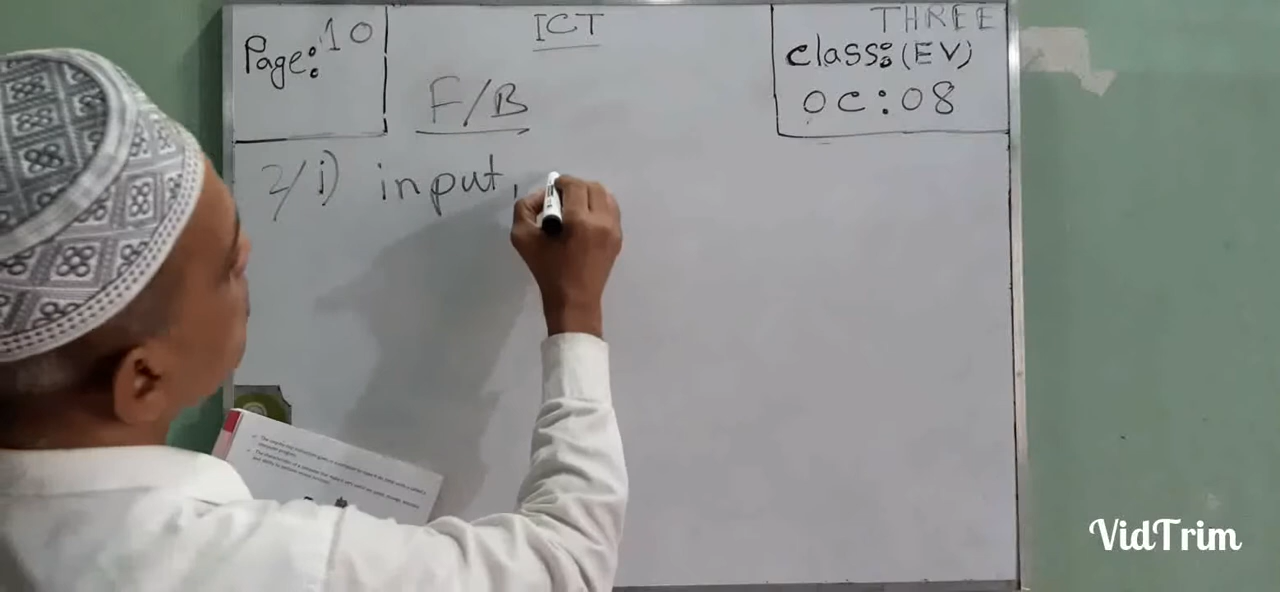 Page: 10
ICT
THREE
class: (EV)
OC: 08
F/B
2/ i) input,
VidTrim